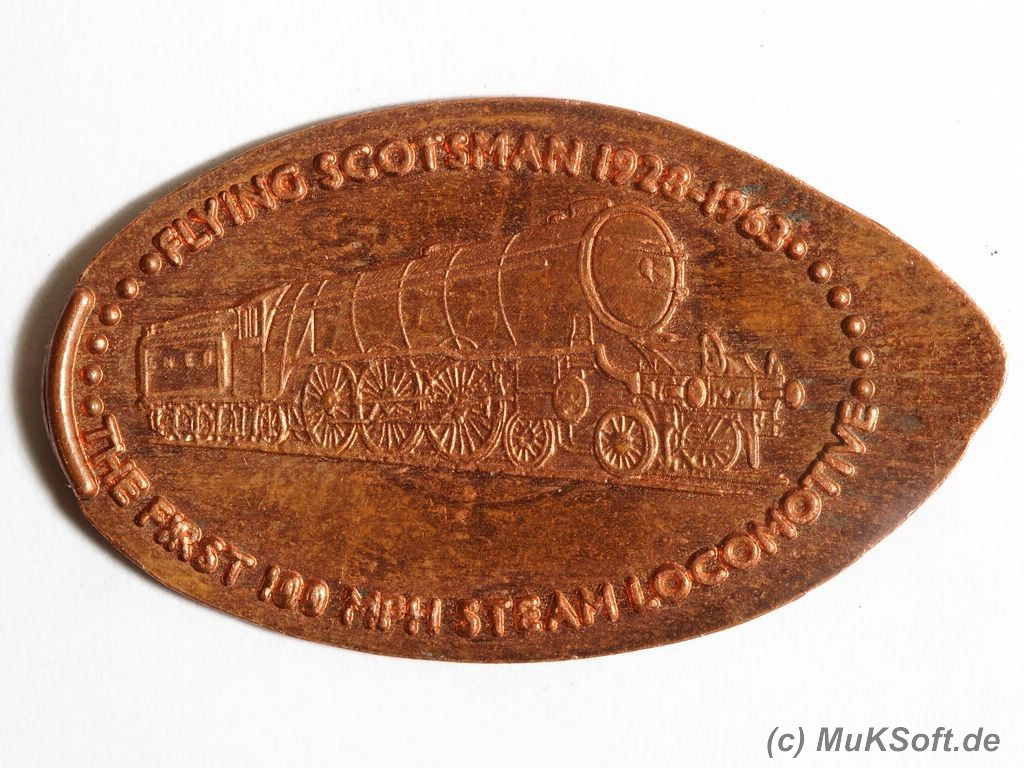 FLYING SCOTSMAN 1928-1963
THE FIRST 100 MPH STEAM LOCOMOTIVE
(c) MuKSoft.de